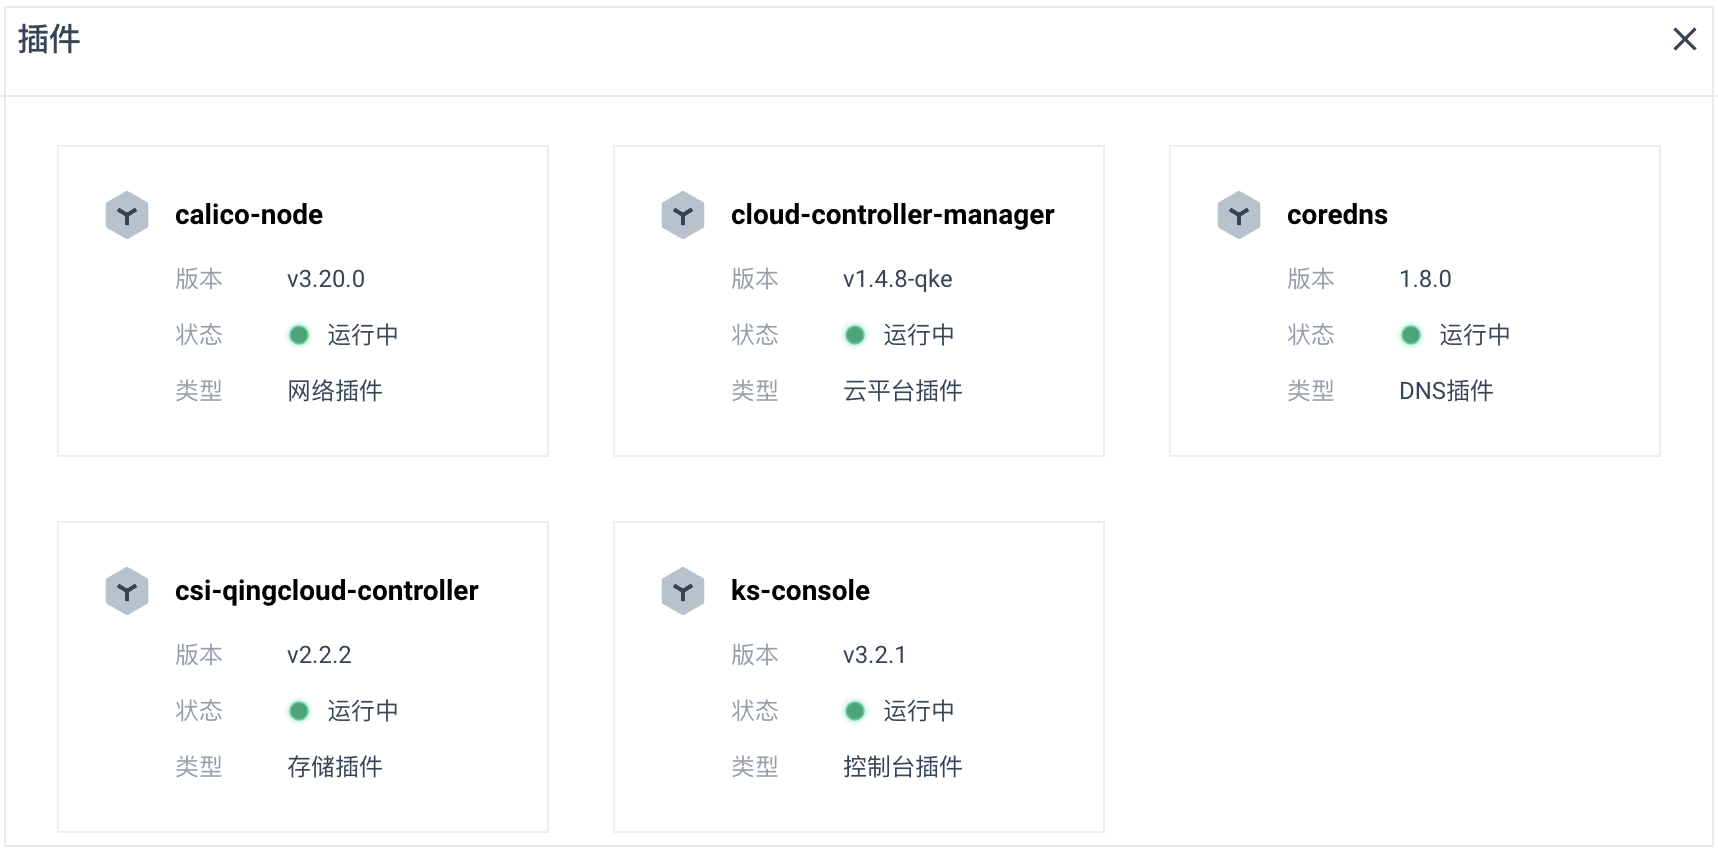 插件
calico-node
版本 v3.20.0
状态 运行中
类型 网络插件
cloud-controller-manager
版本 v1.4.8-qke
状态 运行中
类型 云平台插件
coredns
版本 1.8.0
状态 运行中
类型 DNS插件
csi-qingcloud-controller
版本 v2.2.2
状态 运行中
类型 存储插件
ks-console
版本 v3.2.1
状态 运行中
类型 控制台插件